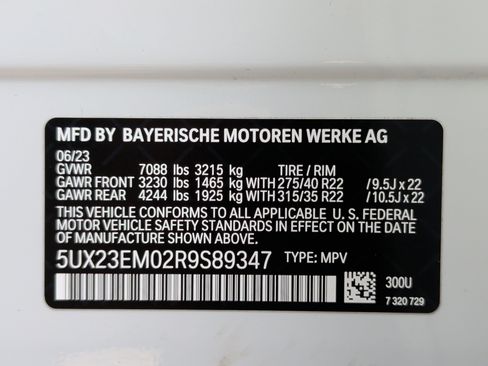 MFD BY BAYERISCHE MOTOREN WERKE AG
06/23
GVWR 7088 lbs 3215 kg TIRE / RIM
GAWR FRONT 3230 lbs 1465 kg WITH 275/40 R22 / 9.5J x 22
GAWR REAR 4244 lbs 1925 kg WITH 315/35 R22 / 10.5J x 22
THIS VEHICLE CONFORMS TO ALL APPLICABLE U. S. FEDERAL
MOTOR VEHICLE SAFETY STANDARDS IN EFFECT ON THE DATE
OF MANUFACTURE SHOWN ABOVE.
5UX23EM02R9S89347 TYPE: MPV
300U
7 320 729